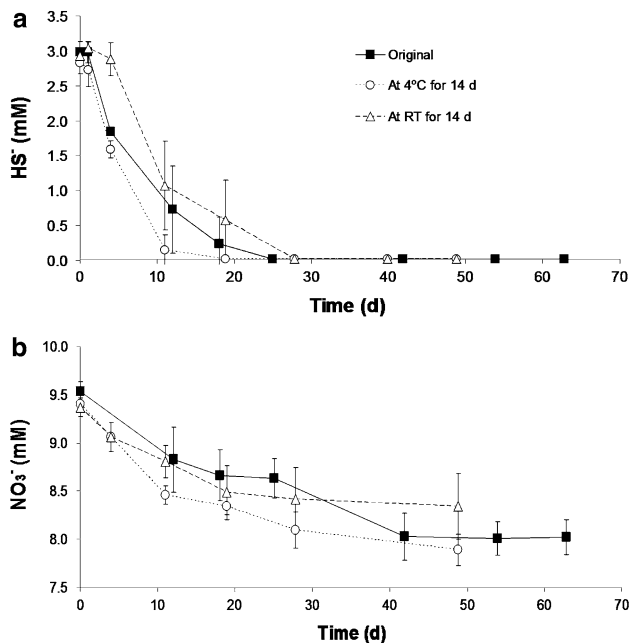 a
3.5
3.0
2.5
2.0
1.5
1.0
0.5
0.0
HS⁻ (mM)
Original
At 4ºC for 14 d
At RT for 14 d
0 10 20 30 40 50 60 70
Time (d)
b
10.0
9.5
9.0
8.5
8.0
7.5
NO₃⁻ (mM)
0 10 20 30 40 50 60 70
Time (d)